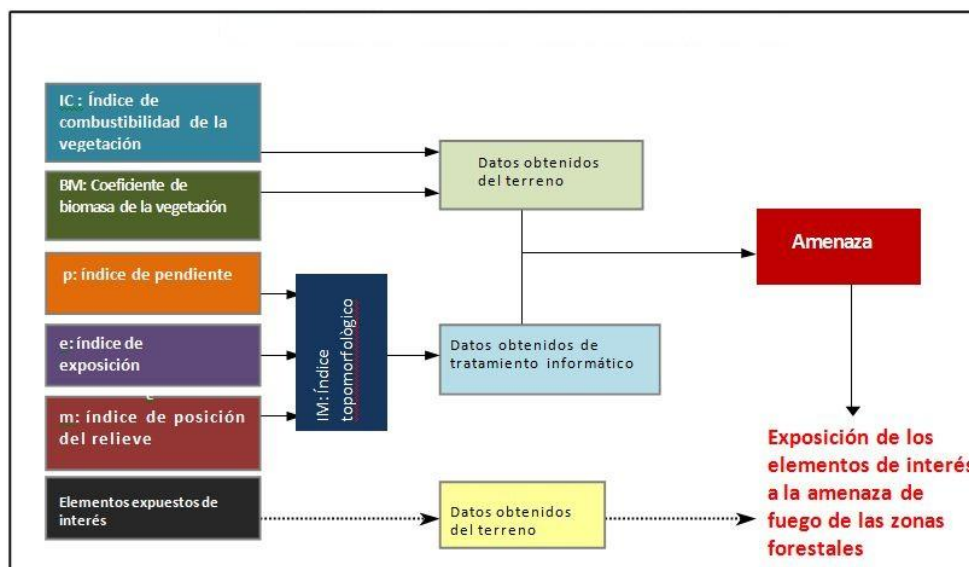 IC : Índice de
combustibilidad de la
vegetación
BM: Coeficiente de
biomasa de la vegetación
p: índice de pendiente
e: índice de
exposición
m: índice de posición
del relieve
Elementos expuestos de
interés
IM: Índice
topomorfològico
Datos obtenidos
del terreno
Datos obtenidos de
tratamiento informático
Datos obtenidos
del terreno
Amenaza
Exposición de los
elementos de interés
a la amenaza de
fuego de las zonas
forestales